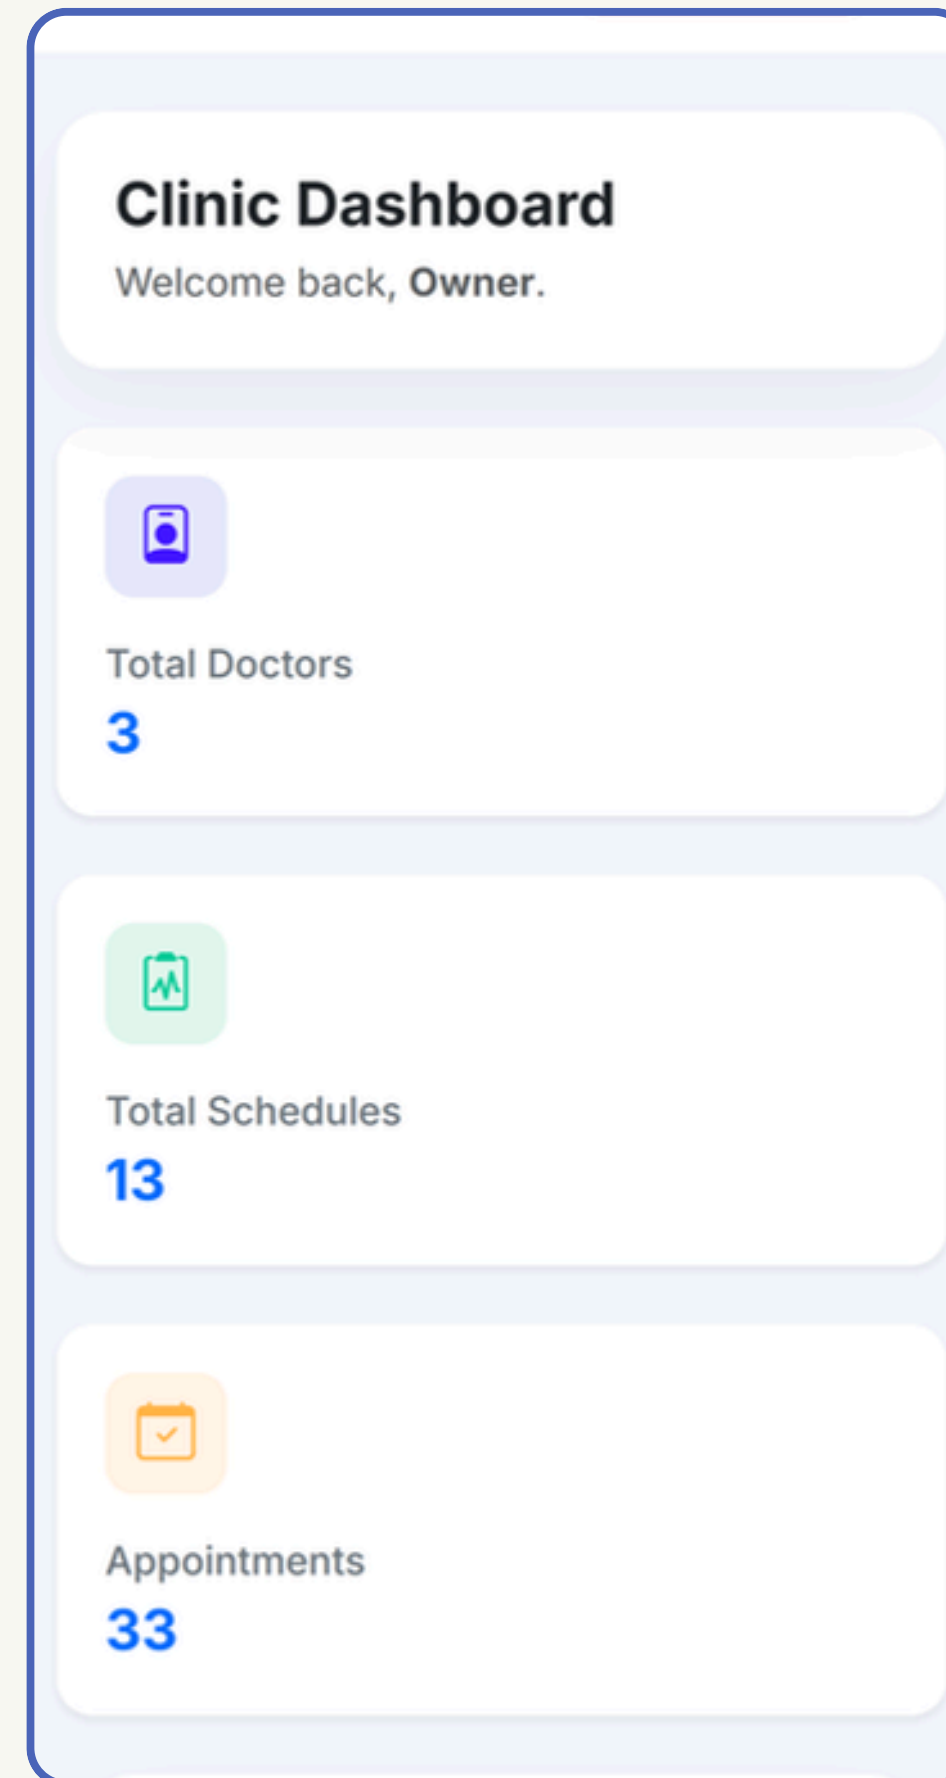 Clinic Dashboard
Welcome back, Owner.
Total Doctors
3
Total Schedules
13
Appointments
33